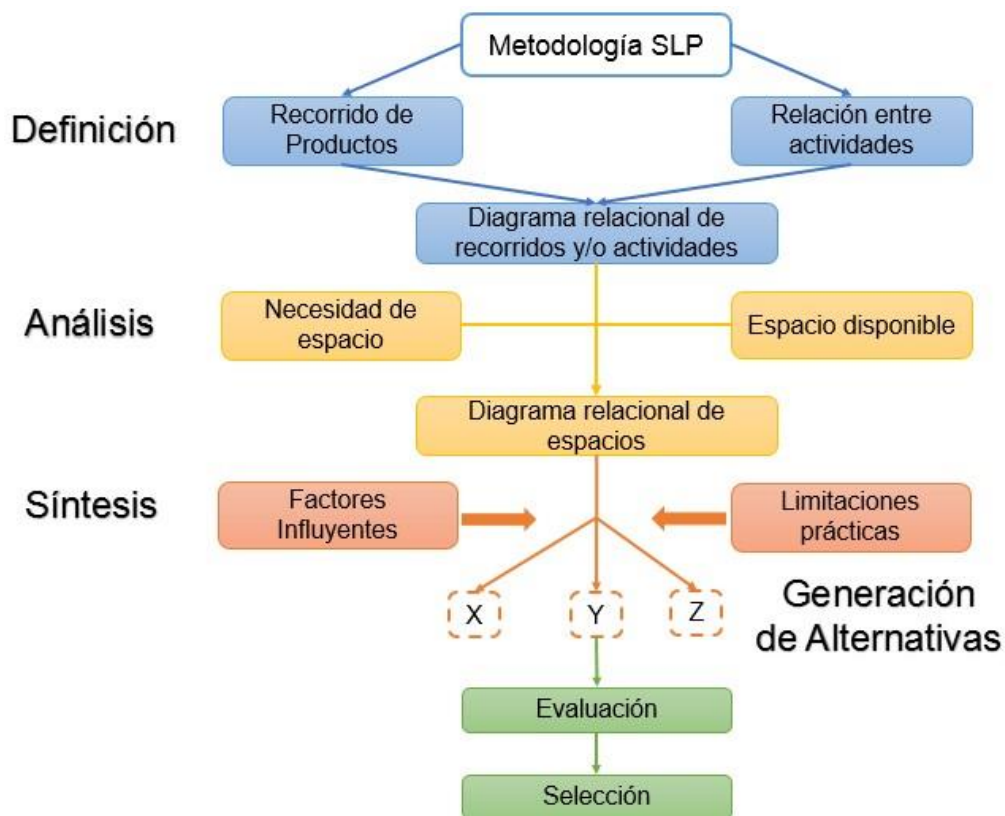 Metodología SLP
Definición
Recorrido de
Productos
Relación entre
actividades
Diagrama relacional de
recorridos y/o actividades
Análisis
Necesidad de
espacio
Espacio disponible
Diagrama relacional de
espacios
Síntesis
Factores
Influyentes
Limitaciones
prácticas
X
Y
Z
Generación
de Alternativas
Evaluación
Selección